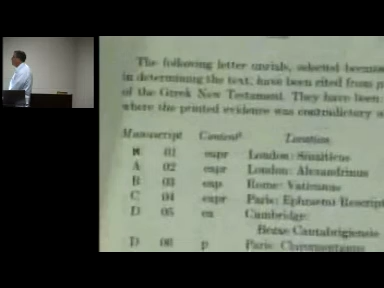 The following letter uncials, selected because
in determining the text, have been cited from p
of the Greek New Testament. They have been
where the printed evidence was contradictory
Manuscript Content¹ Location
א 01 eapr London: Sinaiticus
A 02 eapr London: Alexandrinus
B 03 eap Rome: Vaticanus
C 04 eapr Paris: Ephraemi Rescript
D 05 ea Cambridge:
Bezae Cantabrigiensis
D 06 p Paris: Claromontanus